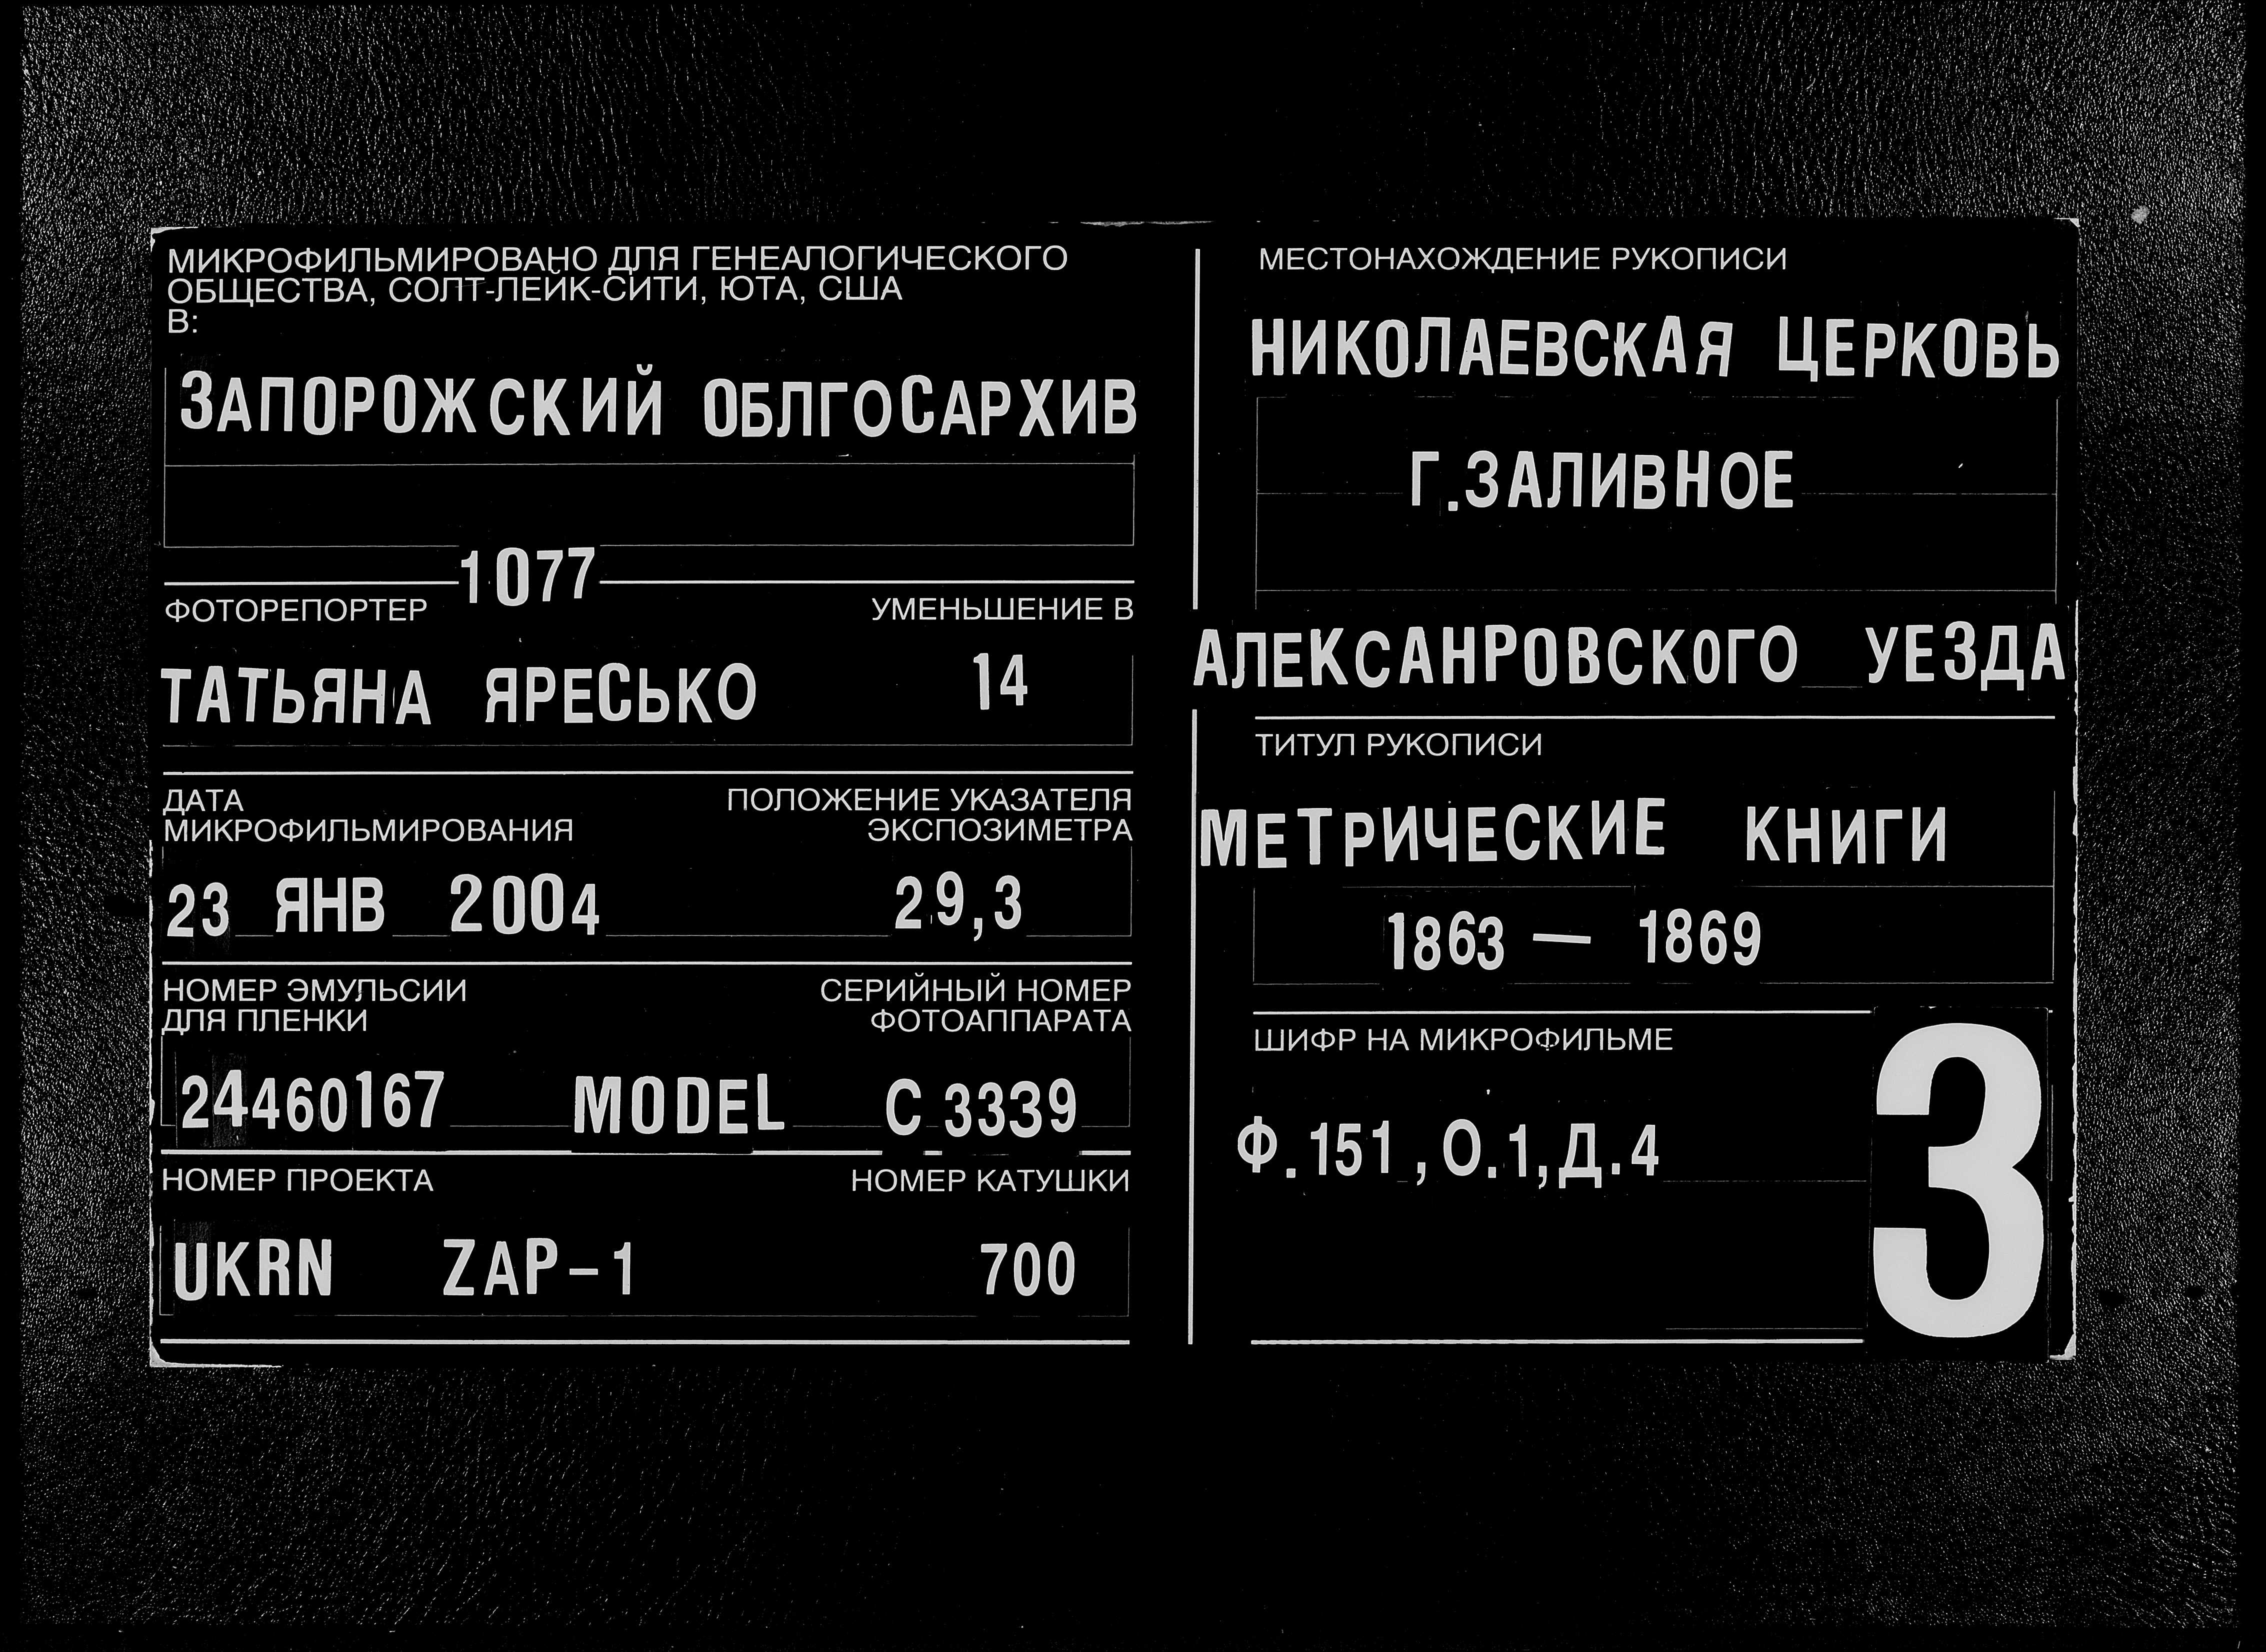 МИКРОФИЛЬМИРОВАНО ДЛЯ ГЕНЕАЛОГИЧЕСКОГО
ОБЩЕСТВА, СОЛТ-ЛЕЙК-СИТИ, ЮТА, США
В:
ЗАПОРОЖСКИЙ ОБЛГОСАРХИВ
1077
ФОТОРЕПОРТЕР УМЕНЬШЕНИЕ В
ТАТЬЯНА ЯРЕСЬКО 14
ДАТА ПОЛОЖЕНИЕ УКАЗАТЕЛЯ
МИКРОФИЛЬМИРОВАНИЯ ЭКСПОЗИМЕТРА
23 ЯНВ 2004 29,3
НОМЕР ЭМУЛЬСИИ СЕРИЙНЫЙ НОМЕР
ДЛЯ ПЛЕНКИ ФОТОАППАРАТА
24460167 MODEL C 3339
НОМЕР ПРОЕКТА НОМЕР КАТУШКИ
UKRN ZAP-1 700
МЕСТОНАХОЖДЕНИЕ РУКОПИСИ
НИКОЛАЕВСКАЯ ЦЕРКОВЬ
Г.ЗАЛИВНОЕ
АЛЕКСАНРОВСКОГО УЕЗДА
ТИТУЛ РУКОПИСИ
МЕТРИЧЕСКИЕ КНИГИ
1863 — 1869
ШИФР НА МИКРОФИЛЬМЕ
Ф.151,О.1,Д.4
3